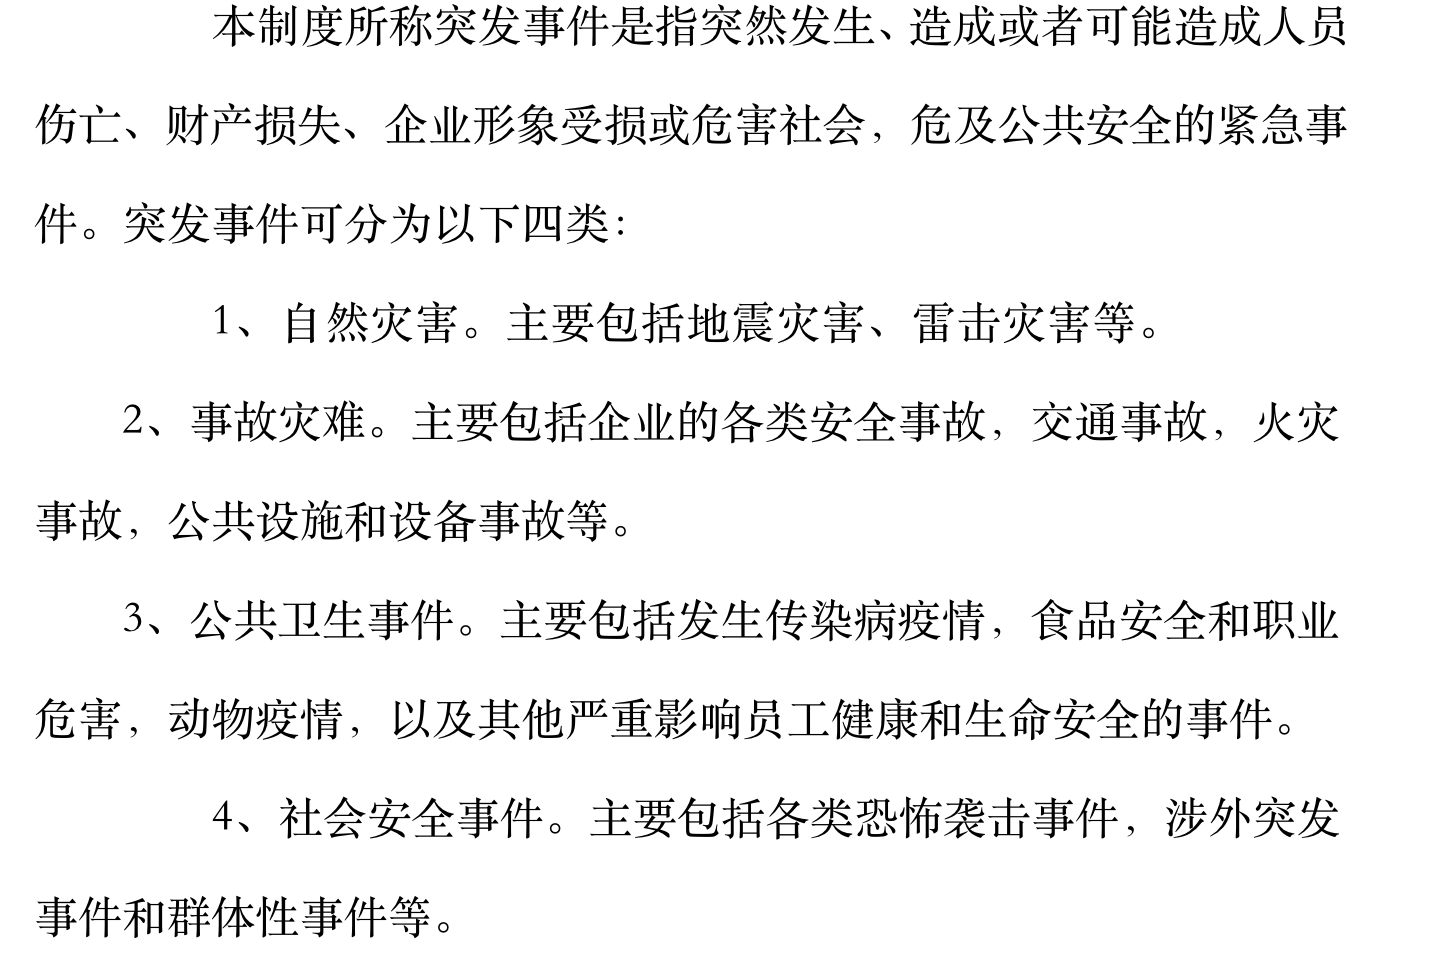 本制度所称突发事件是指突然发生、造成或者可能造成人员
伤亡、财产损失、企业形象受损或危害社会，危及公共安全的紧急事
件。突发事件可分为以下四类：
1、自然灾害。主要包括地震灾害、雷击灾害等。
2、事故灾难。主要包括企业的各类安全事故，交通事故，火灾
事故，公共设施和设备事故等。
3、公共卫生事件。主要包括发生传染病疫情，食品安全和职业
危害，动物疫情，以及其他严重影响员工健康和生命安全的事件。
4、社会安全事件。主要包括各类恐怖袭击事件，涉外突发
事件和群体性事件等。